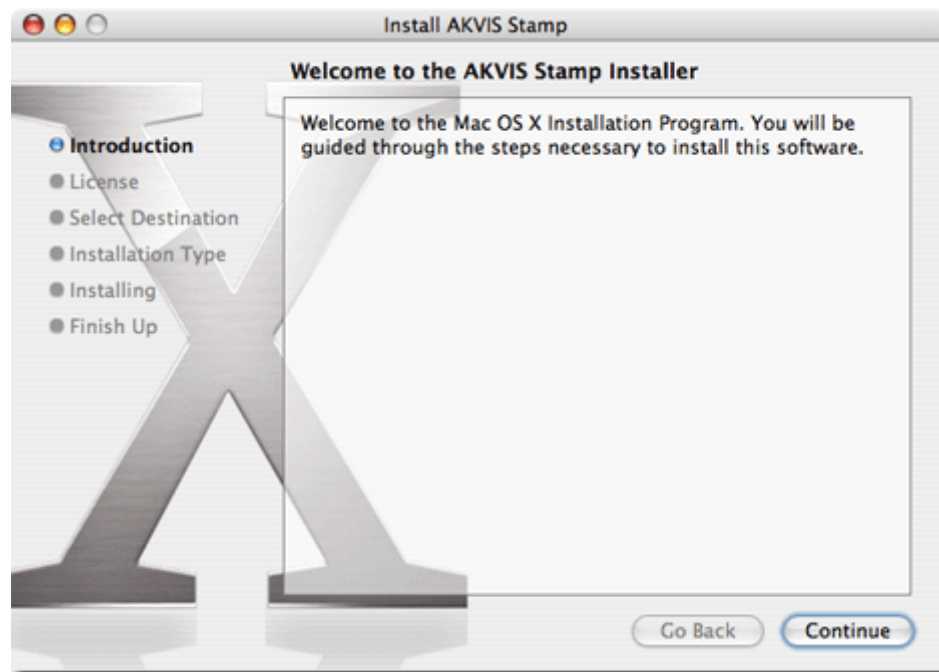 Install AKVIS Stamp
Welcome to the AKVIS Stamp Installer
Introduction
License
Select Destination
Installation Type
Installing
Finish Up
Welcome to the Mac OS X Installation Program. You will be
guided through the steps necessary to install this software.
Go Back
Continue